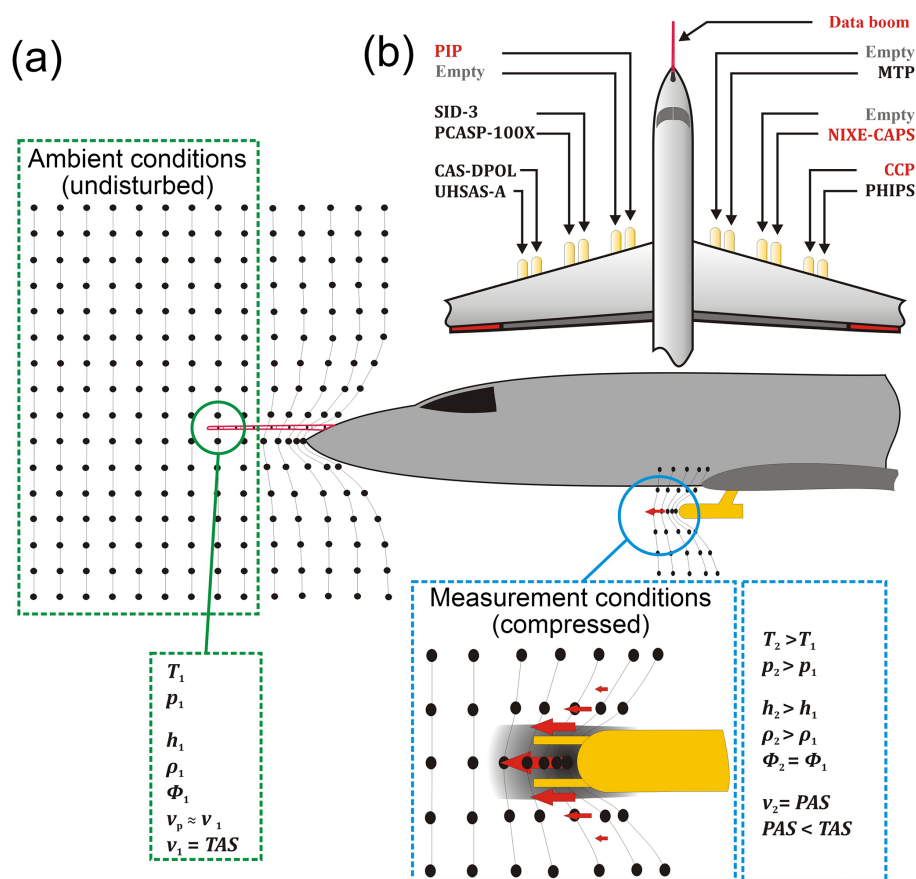 (a)
Ambient conditions
(undisturbed)
T₁
p₁
h₁
ρ₁
Φ₁
vₚ ≈ v₁
v₁ = TAS
(b)
Data boom
PIP
Empty
SID-3
PCASP-100X
CAS-DPOL
UHSAS-A
Empty
MTP
Empty
NIXE-CAPS
CCP
PHIPS
Measurement conditions
(compressed)
T₂ >T₁
p₂ > p₁
h₂ > h₁
ρ₂ > ρ₁
Φ₂ = Φ₁
v₂ = PAS
PAS < TAS